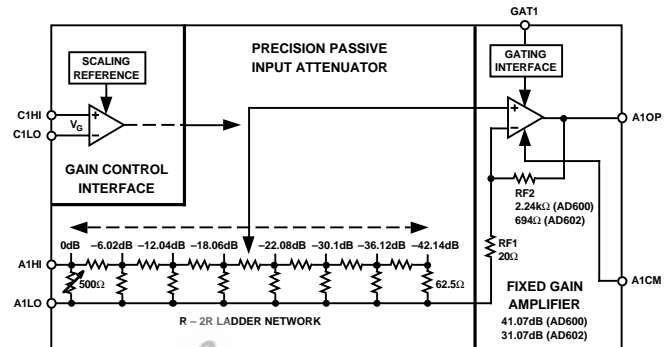 GAT1
PRECISION PASSIVE
INPUT ATTENUATOR
SCALING
REFERENCE
GATING
INTERFACE
C1HI
C1LO
VG
+
−
+
−
A1OP
GAIN CONTROL
INTERFACE
RF2
2.24kΩ (AD600)
694Ω (AD602)
0dB −6.02dB −12.04dB −18.06dB −22.08dB −30.1dB −36.12dB −42.14dB
RF1
20Ω
A1HI
500Ω
62.5Ω
A1LO
A1CM
R – 2R LADDER NETWORK
FIXED GAIN
AMPLIFIER
41.07dB (AD600)
31.07dB (AD602)